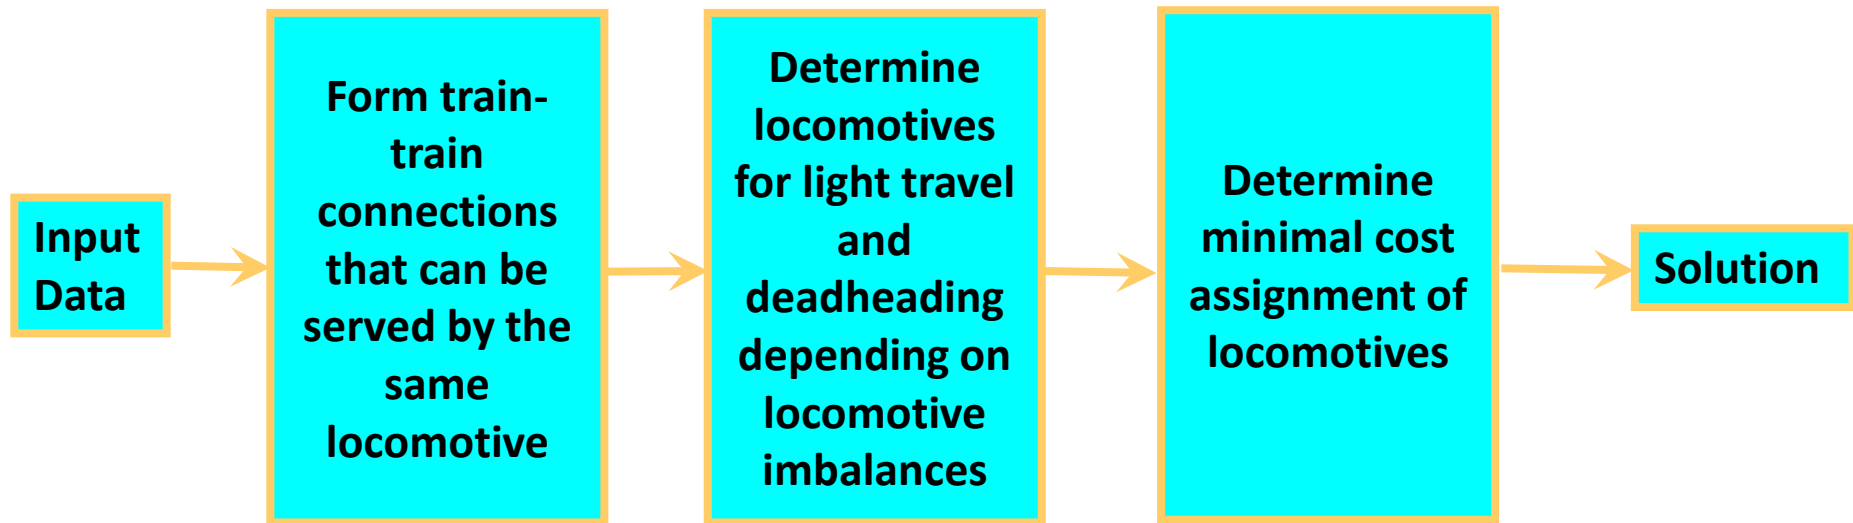 Input
Data
Form train-
train
connections
that can be
served by the
same
locomotive
Determine
locomotives
for light travel
and
deadheading
depending on
locomotive
imbalances
Determine
minimal cost
assignment of
locomotives
Solution